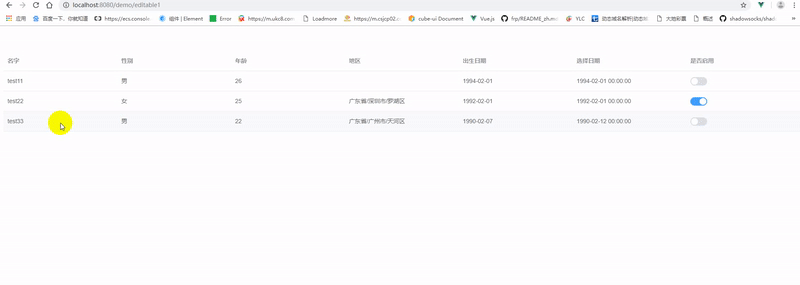 localhost:8080/demo/editable1
应用 百度一下，你就知道 https://ecs.console. 组件 | Element Error https://m.ukc8.com Loadmore https://m.csjcp02. cube-ui Document Vue.js frp/README_zh.m YLC 动态域名解析|动态 大地彩票 概述 shadowsocks/shad »
名字 性别 年龄 地区 出生日期 选择日期 是否启用
test11 男 26 1994-02-01 1994-02-01 00:00:00
test22 女 25 广东省/深圳市/罗湖区 1992-02-01 1992-02-01 00:00:00
test33 男 22 广东省/广州市/天河区 1990-02-07 1990-02-12 00:00:00